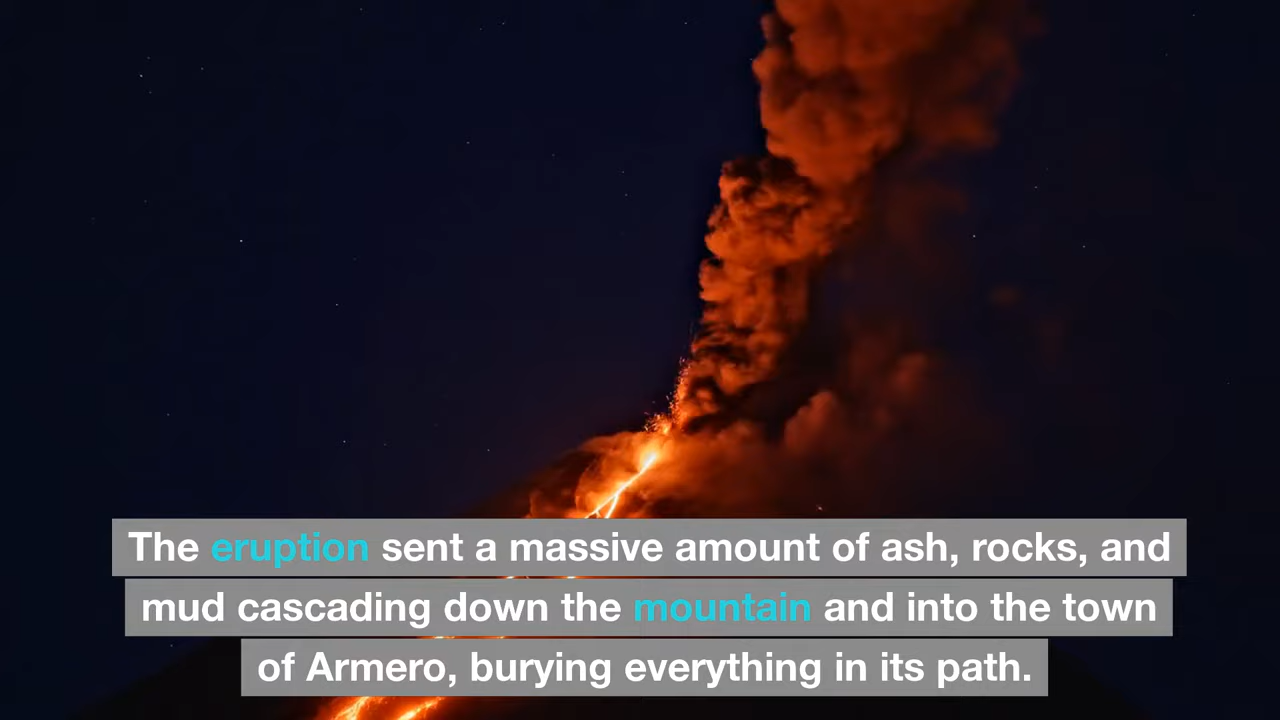 The eruption sent a massive amount of ash, rocks, and
mud cascading down the mountain and into the town
of Armero, burying everything in its path.